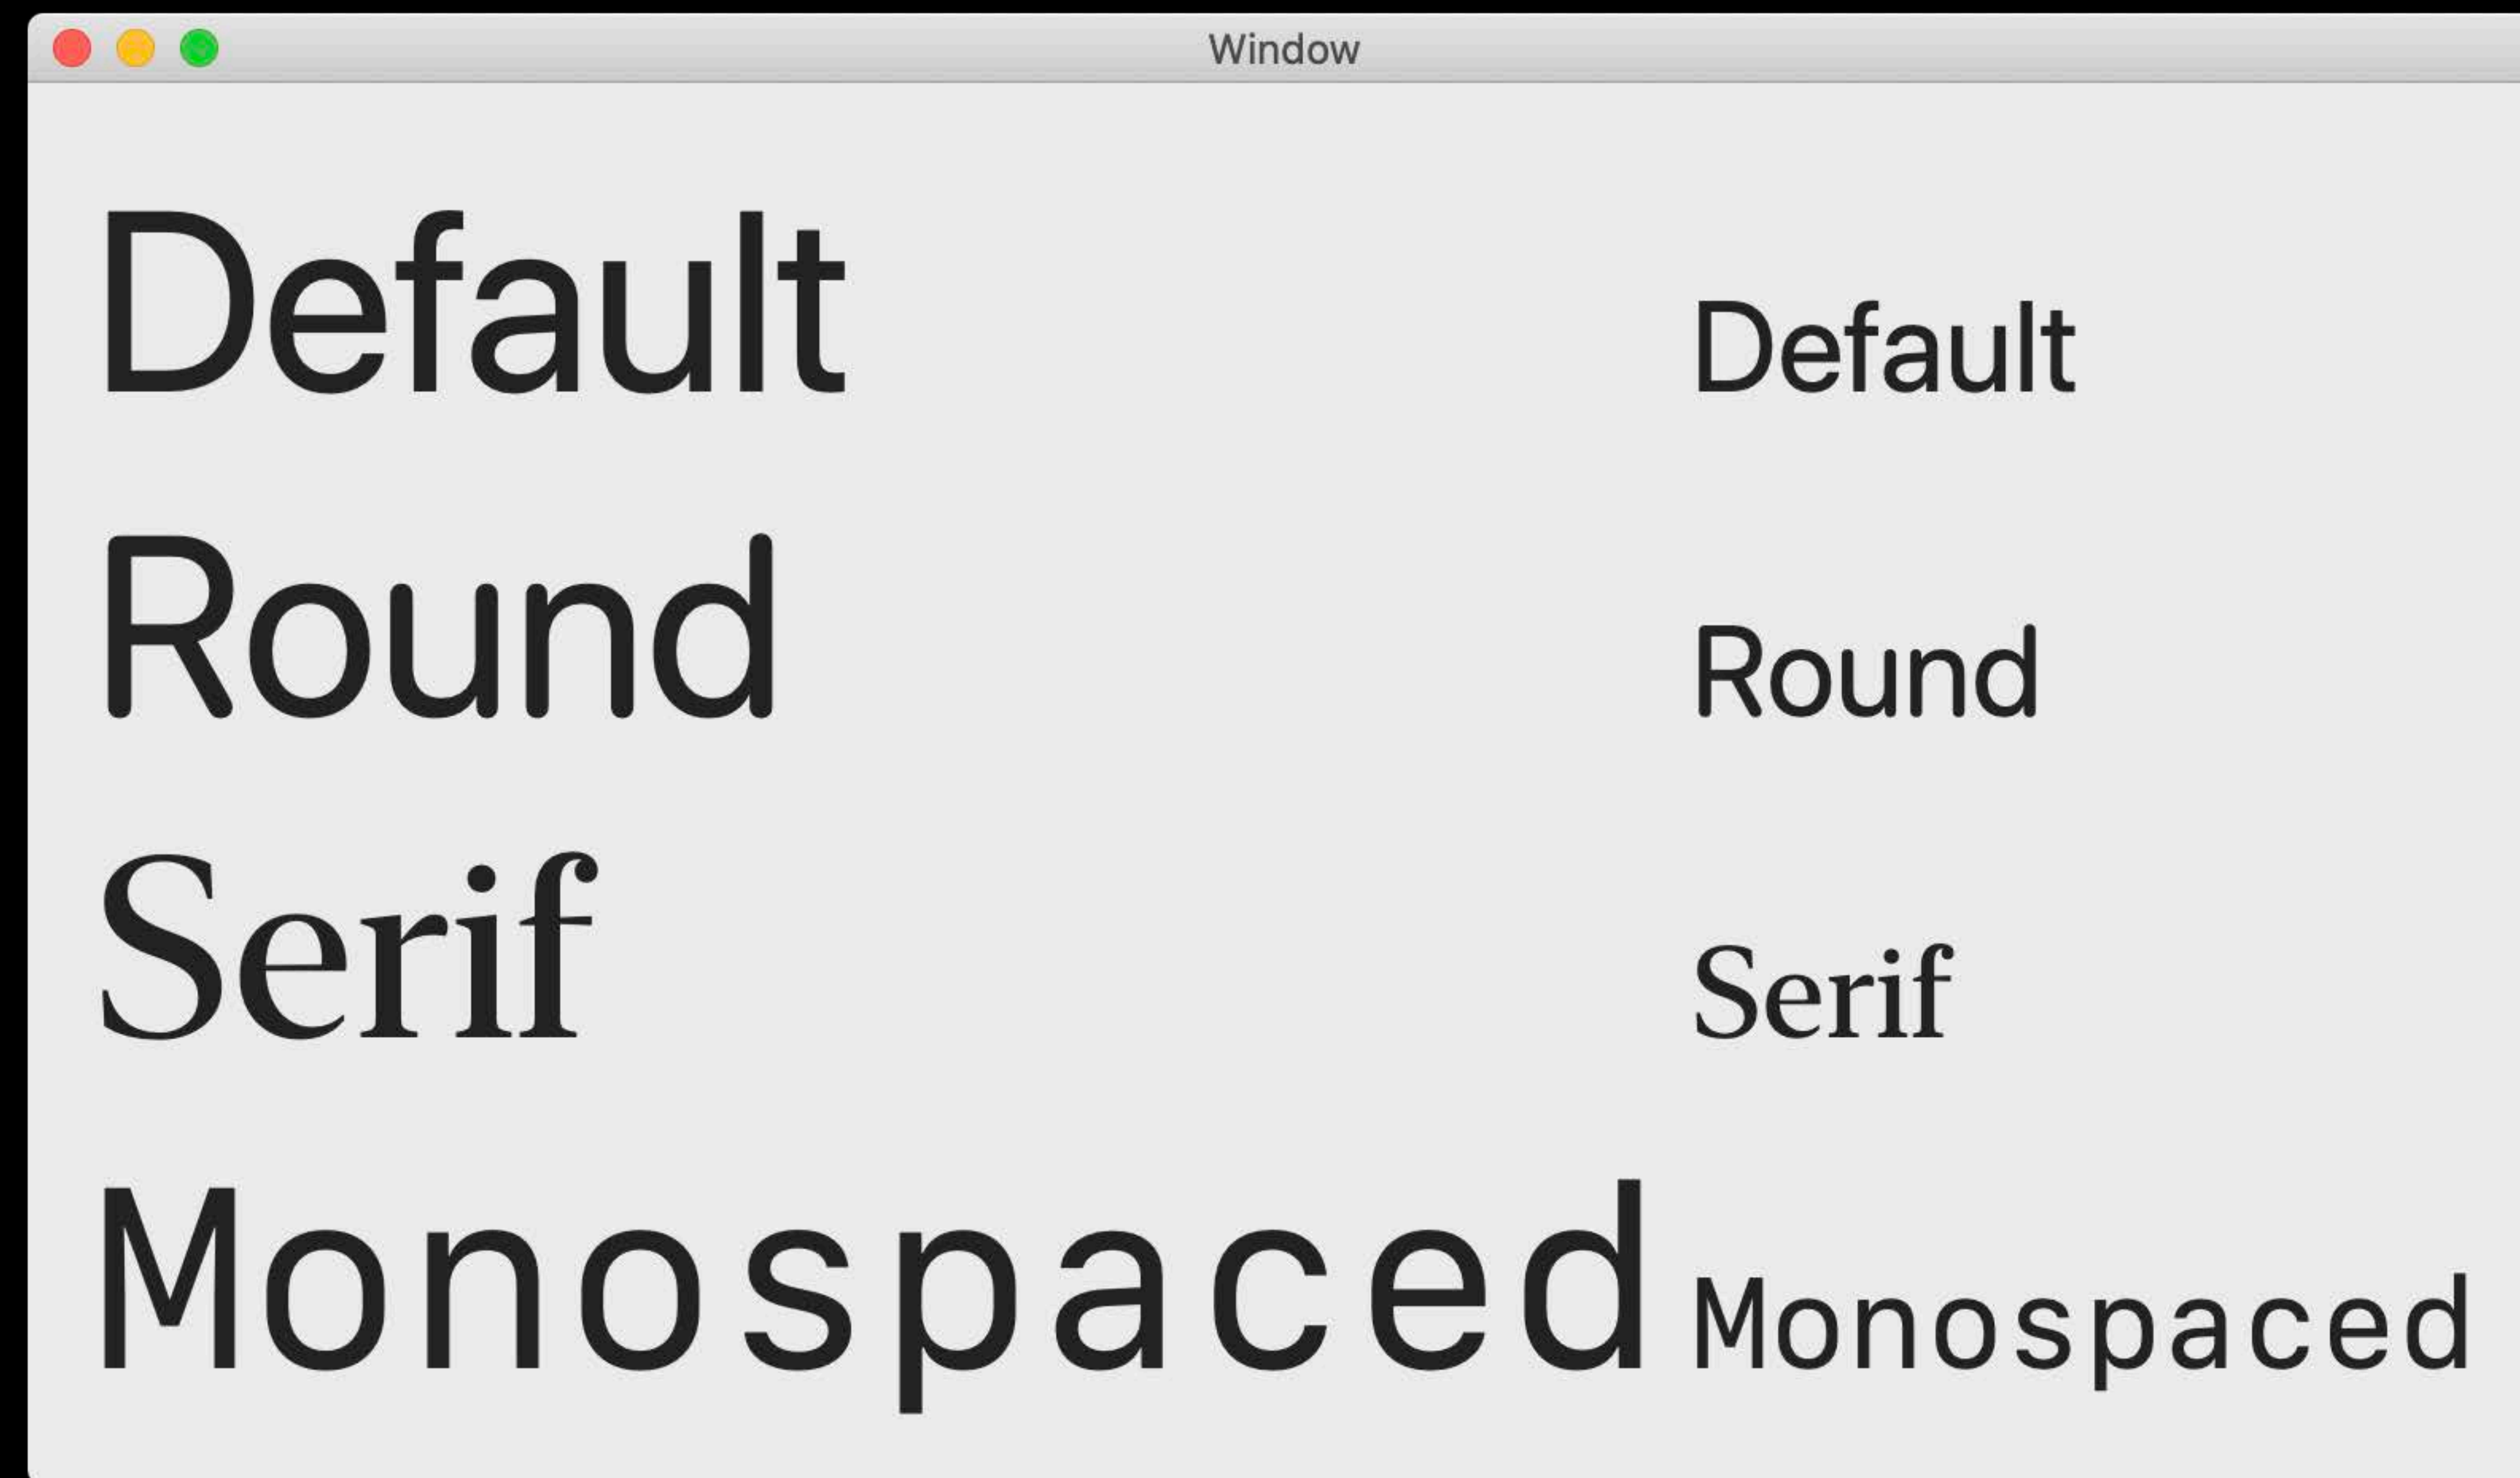 Window
Default Default
Round Round
Serif Serif
Monospaced Monospaced